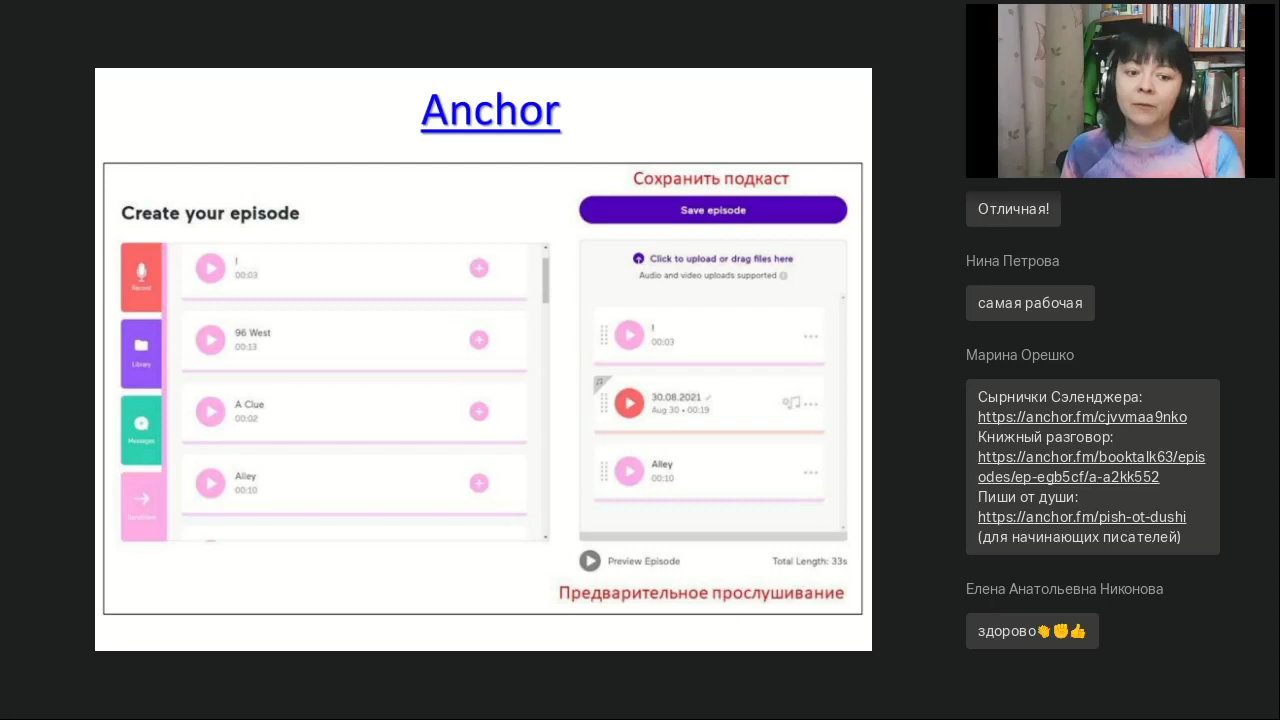 Anchor
Сохранить подкаст
Create your episode
Save episode
Record
Library
Messages
Transitions
!
00:03
96 West
00:13
A Clue
00:02
Alley
00:10
Click to upload or drag files here
Audio and video uploads supported
!
00:03
30.08.2021
Aug 30 • 00:19
Alley
00:10
Preview Episode
Total Length: 33s
Предварительное прослушивание
Отличная!
Нина Петрова
самая рабочая
Марина Орешко
Сырнички Сэленджера:
https://anchor.fm/cjvvmaa9nko
Книжный разговор:
https://anchor.fm/booktalk63/epis
odes/ep-egb5cf/a-a2kk552
Пиши от души:
https://anchor.fm/pish-ot-dushi
(для начинающих писателей)
Елена Анатольевна Никонова
здорово👏✊👍